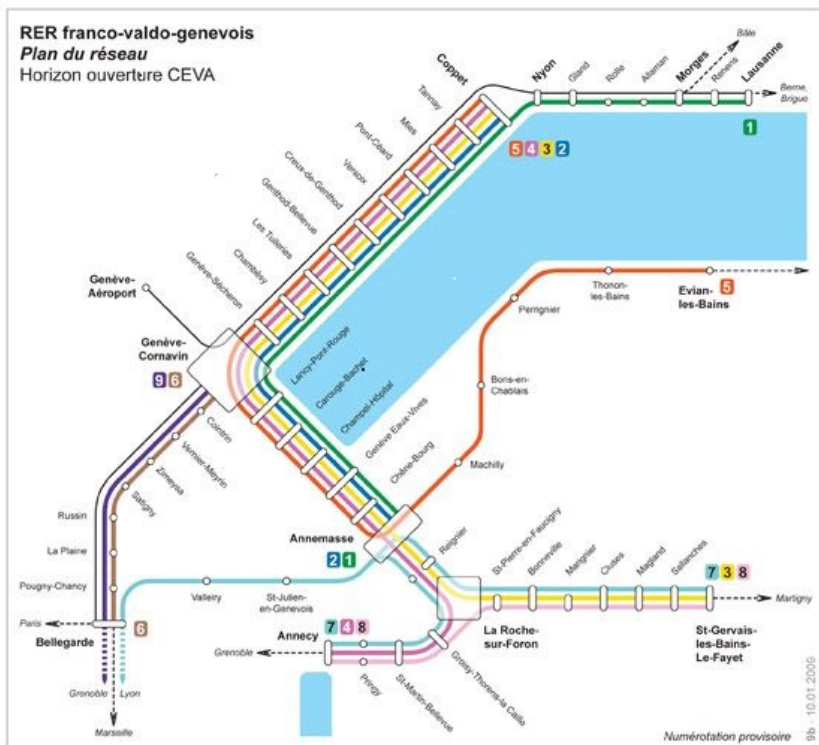 RER franco-valdo-genevois
Plan du réseau
Horizon ouverture CEVA
Coppet
Tannay
Mies
Pont-Céard
Versoix
Creux-de-Genthod
Genthod-Bellevue
Les Tuileries
Chambésy
Genève-Sécheron
Nyon
Gland
Rolle
Allaman
Morges
Renens
Lausanne
Bâle
Berne,
Brigue
1
5 4 3 2
Genève-
Aéroport
Genève-
Cornavin
9 6
Lancy-Pont-Rouge
Carouge-Bachet
Champel-Hôpital
Genève Eaux-Vives
Chêne-Bourg
Thonon-
les-Bains
Evian-
les-Bains
5
Perrignier
Bons-en-
Chablais
Machilly
Cointrin
Vernier-Meyrin
Zimeysa
Satigny
Russin
La Plaine
Pougny-Chancy
Paris
Bellegarde
6
Grenoble
Lyon
Marseille
Annemasse
2 1
Valleiry
St-Julien-
en-Genevois
Reignier
St-Pierre-en-Faucigny
Bonneville
Marignier
Cluses
Magland
Sallanches
7 3 8
Martigny
La Roche-
sur-Foron
St-Gervais-
les-Bains-
Le-Fayet
Annecy
7 4 8
Grenoble
Pringy
St-Martin-Bellevue
Groisy-Thorens-la Caille
Numérotation provisoire
9b - 10.01.2009